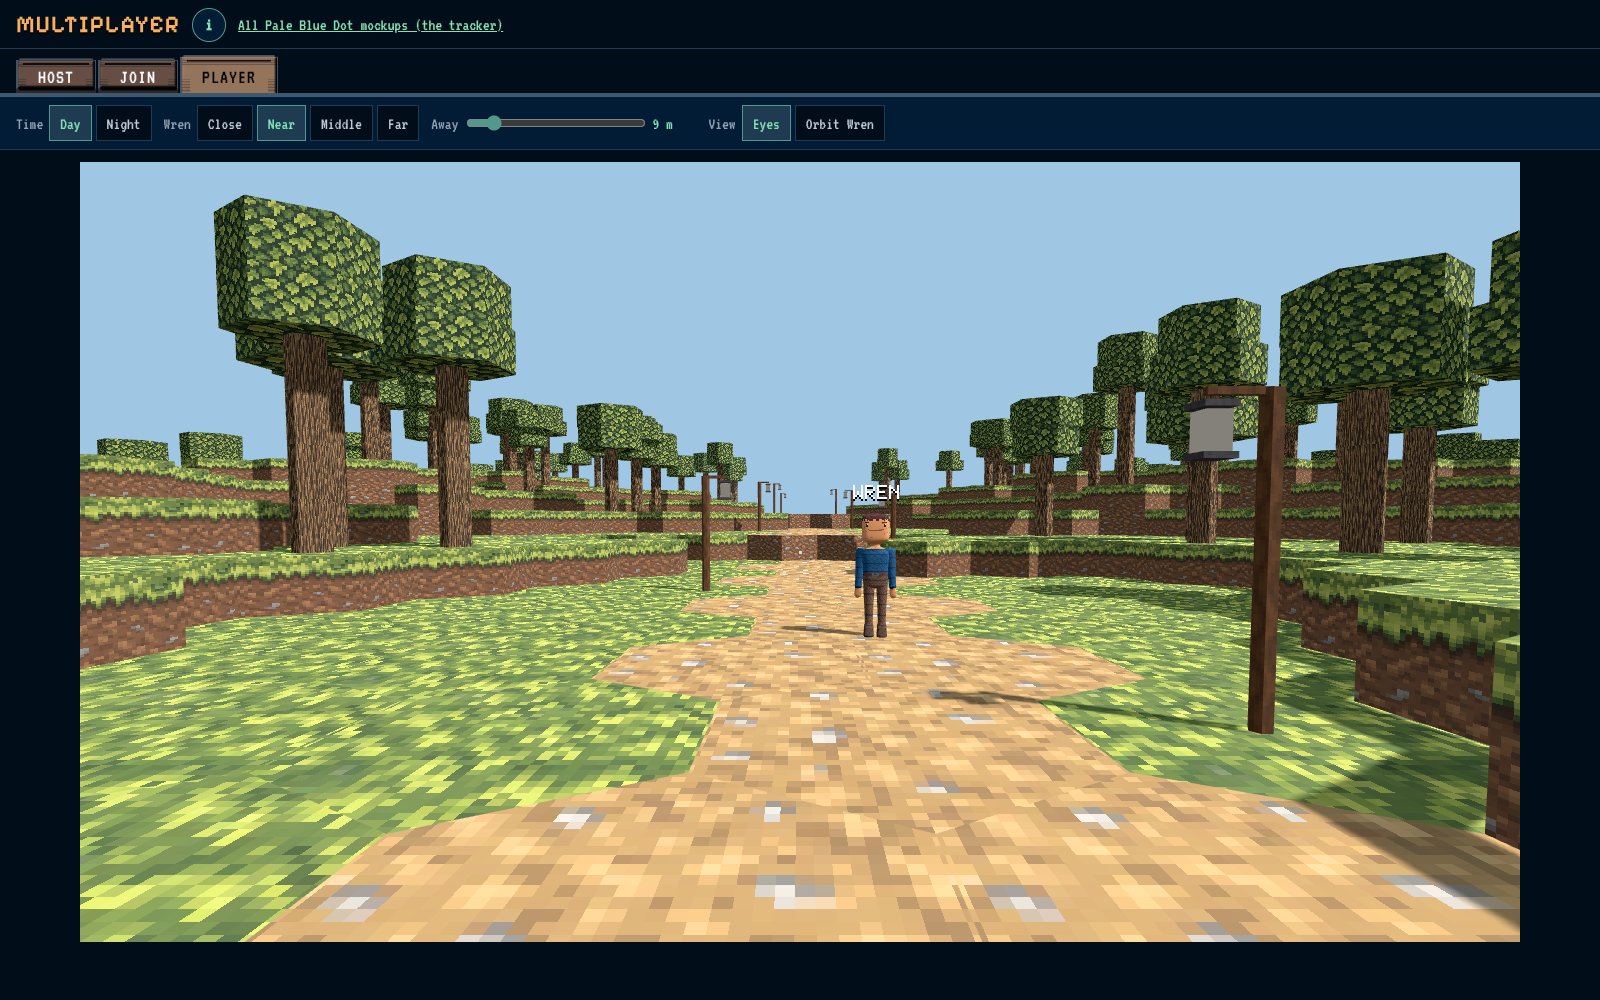 MULTIPLAYER i All Pale Blue Dot mockups (the tracker)
HOST JOIN PLAYER
Time Day Night Wren Close Near Middle Far Away 9 m View Eyes Orbit Wren
WREN